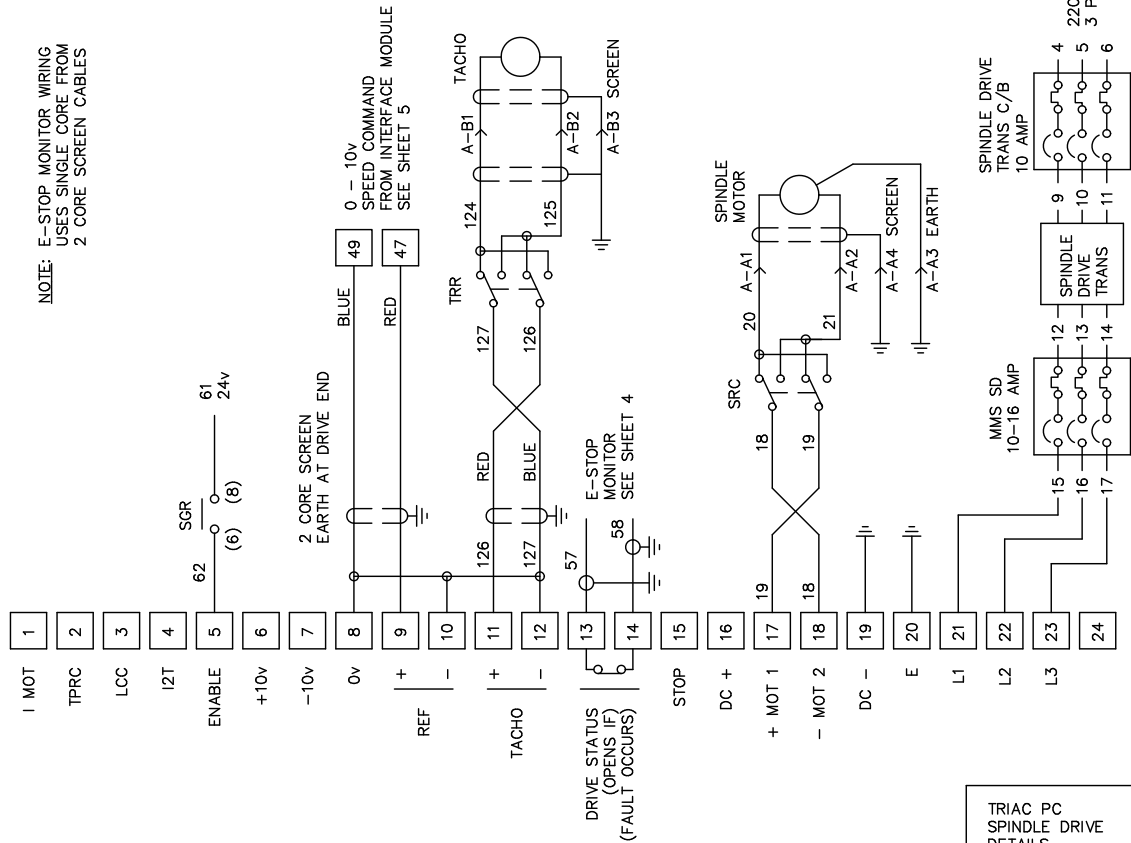 NOTE: E-STOP MONITOR WIRING
USES SINGLE CORE FROM
2 CORE SCREEN CABLES
I MOT 1
TPRC 2
LCC 3
I2T 4
ENABLE 5
62
SGR
(6) (8)
61
24v
+10v 6
-10v 7
0v 8
BLUE
49
0 – 10v
SPEED COMMAND
FROM INTERFACE MODULE
SEE SHEET 5
2 CORE SCREEN
EARTH AT DRIVE END
REF
+ 9
RED
47
– 10
TACHO
+ 11
126
RED
127
– 12
127
BLUE
126
TRR
124
125
A-B1
A-B2
A-B3 SCREEN
TACHO
DRIVE STATUS
(OPENS IF)
(FAULT OCCURS)
13
57
14
58
E-STOP
MONITOR
SEE SHEET 4
STOP 15
DC + 16
+ MOT 1 17
19
18
– MOT 2 18
18
19
SRC
20
21
A-A1
A-A2
A-A4 SCREEN
A-A3 EARTH
SPINDLE
MOTOR
DC – 19
E 20
L1 21
L2 22
L3 23
24
15
16
17
MMS SD
10-16 AMP
12
13
14
SPINDLE
DRIVE
TRANS
9
10
11
SPINDLE DRIVE
TRANS C/B
10 AMP
4
5
6
220
3 P
TRIAC PC
SPINDLE DRIVE
DETAILS